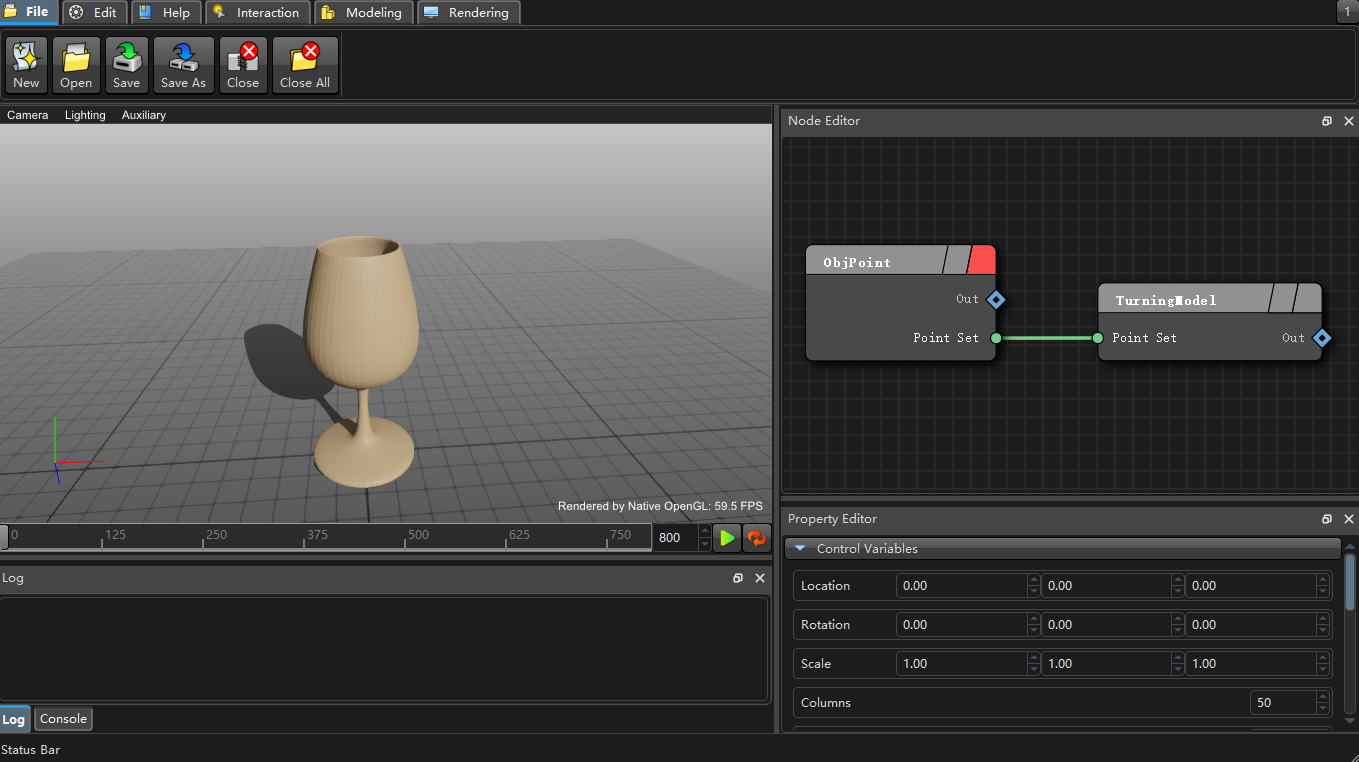 File Edit Help Interaction Modeling Rendering 1
New Open Save Save As Close Close All
Camera Lighting Auxiliary
Rendered by Native OpenGL: 59.5 FPS
0 125 250 375 500 625 750 800
Log
Log Console
Status Bar
Node Editor
ObjPoint
Out
Point Set
TurningModel
Point Set Out
Property Editor
Control Variables
Location 0.00 0.00 0.00
Rotation 0.00 0.00 0.00
Scale 1.00 1.00 1.00
Columns 50